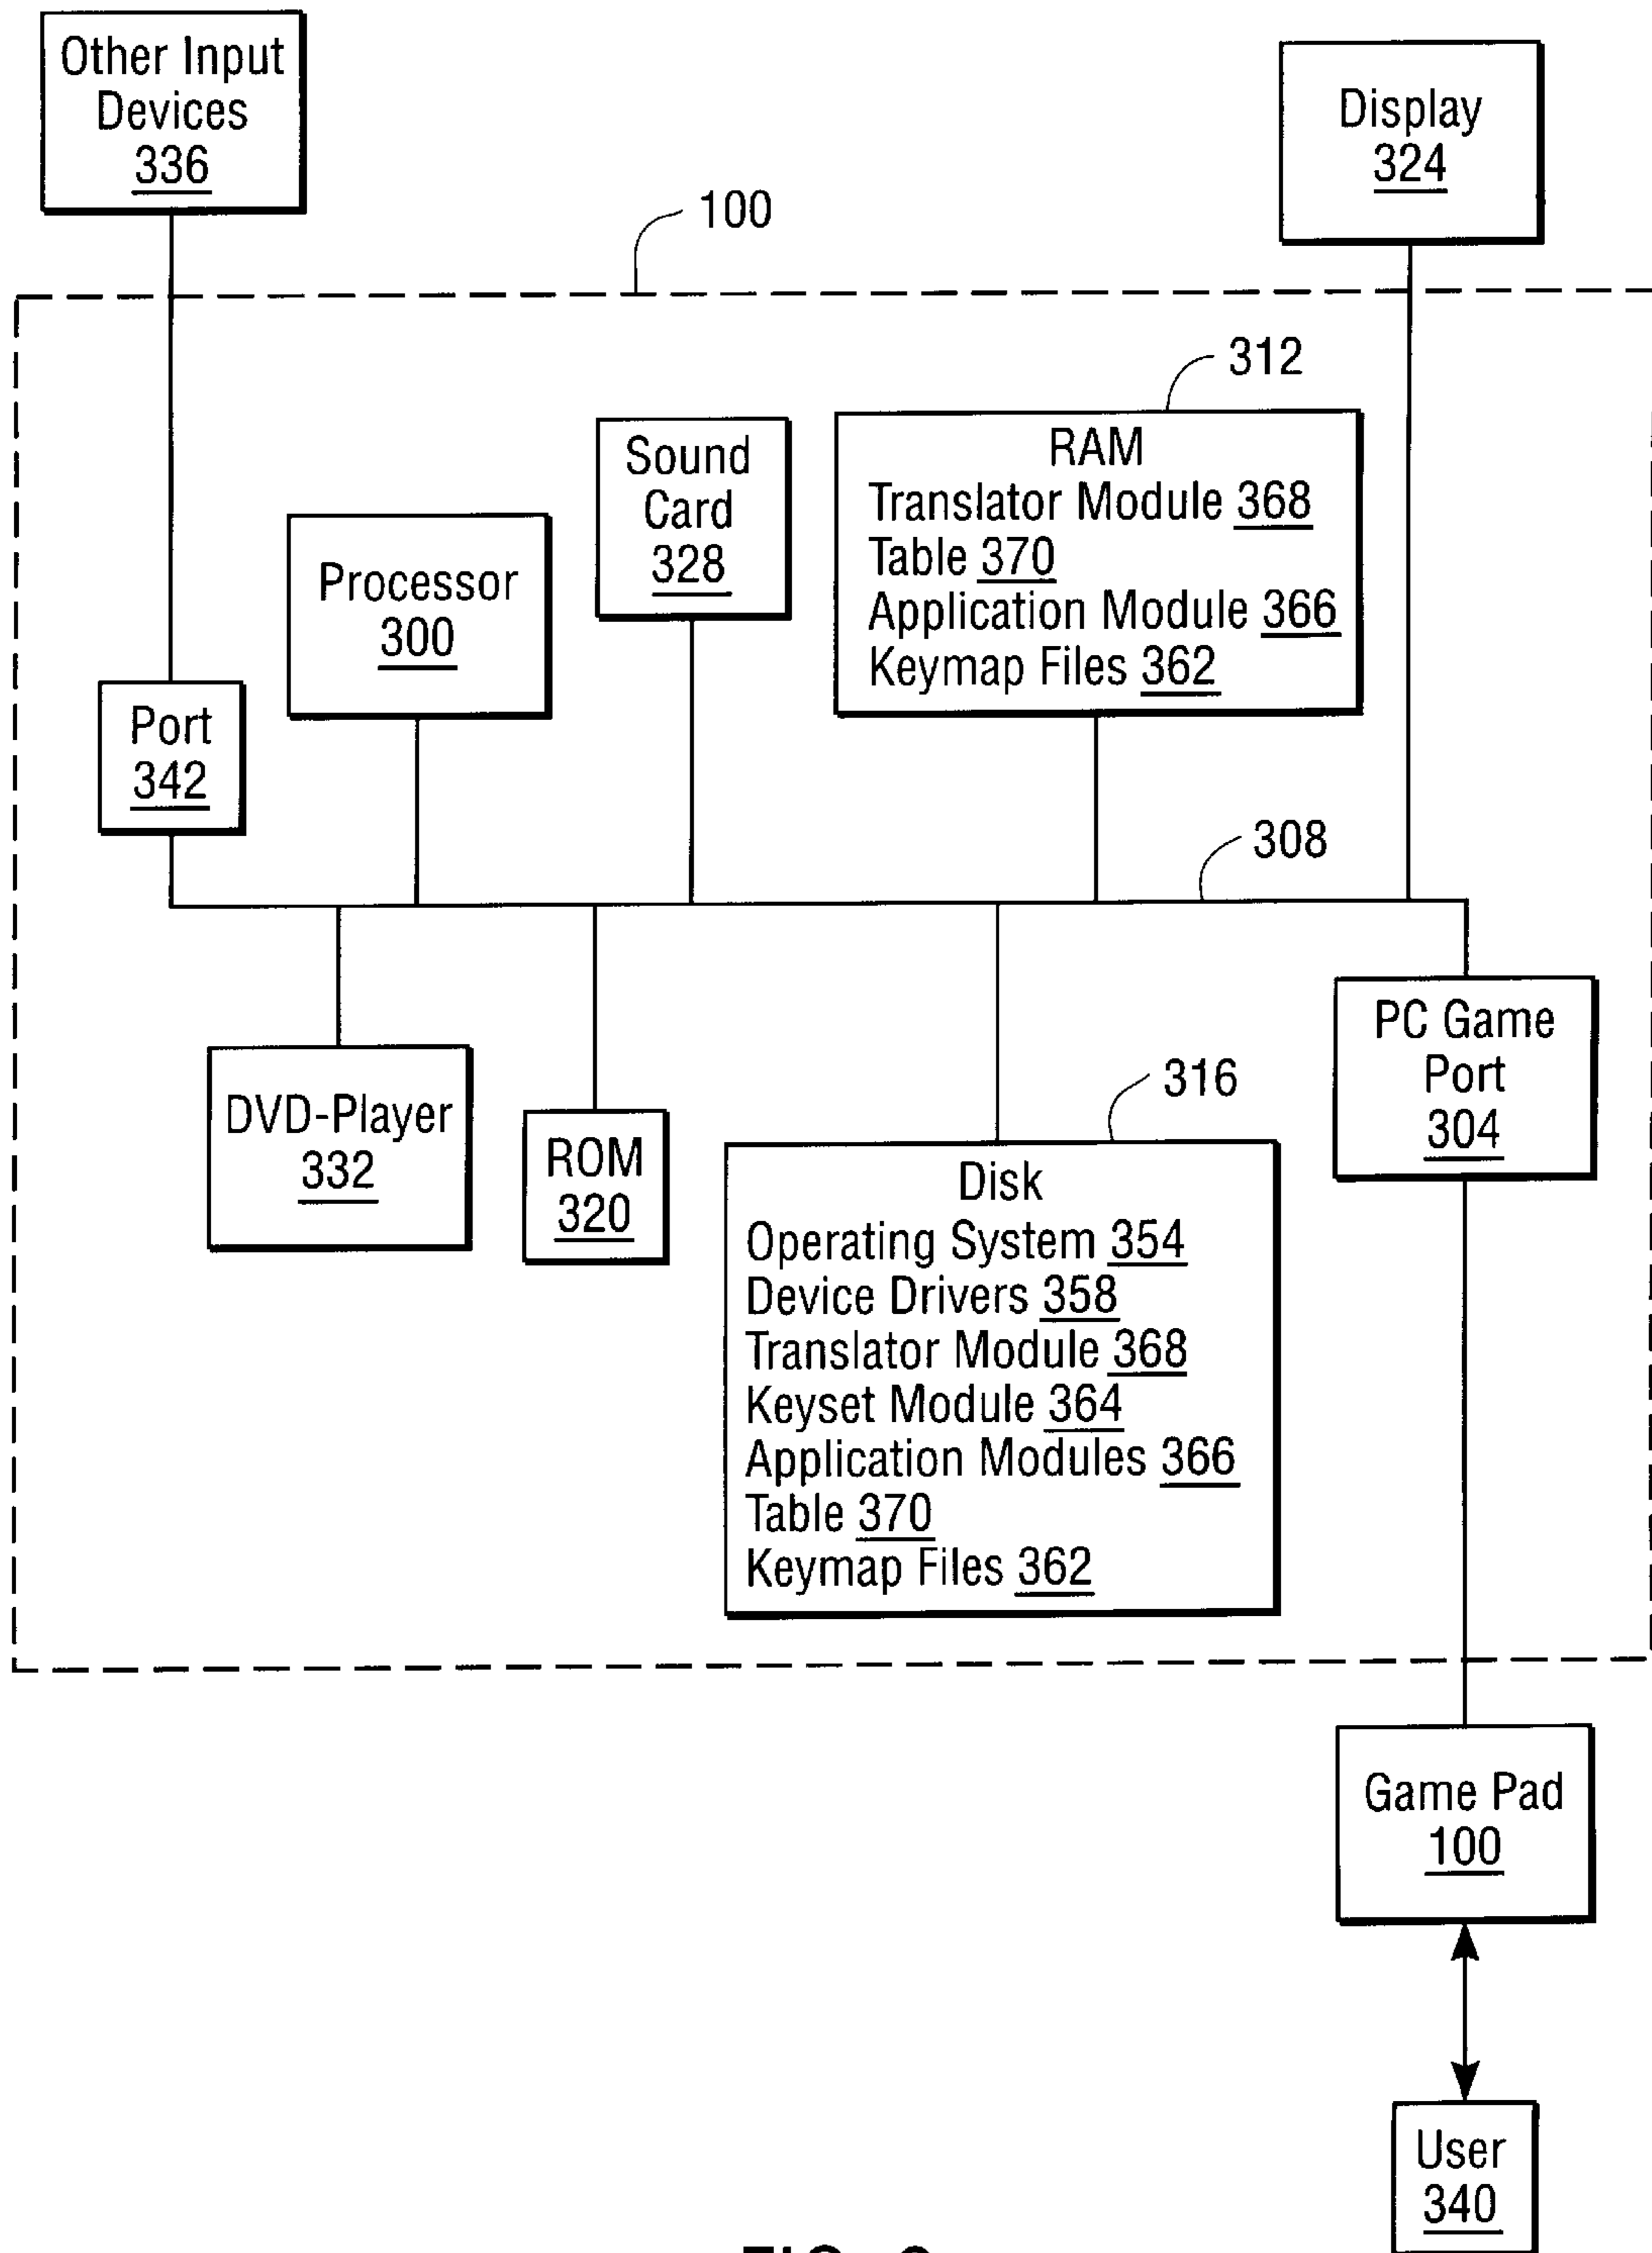 Other Input
Devices
336
Display
324
100
312
Sound
Card
328
RAM
Translator Module 368
Table 370
Application Module 366
Keymap Files 362
Processor
300
Port
342
308
DVD-Player
332
ROM
320
316
Disk
Operating System 354
Device Drivers 358
Translator Module 368
Keyset Module 364
Application Modules 366
Table 370
Keymap Files 362
PC Game
Port
304
Game Pad
100
User
340